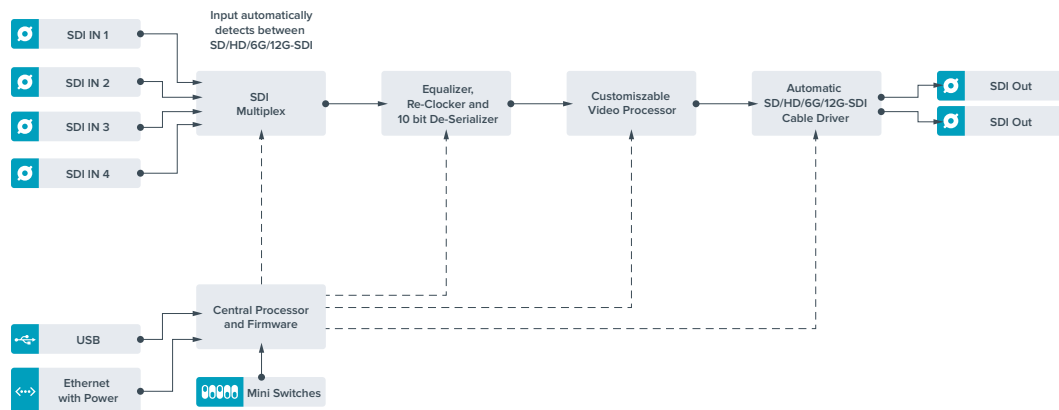 Input automatically
detects between
SD/HD/6G/12G-SDI
SDI IN 1
SDI IN 2
SDI IN 3
SDI IN 4
SDI
Multiplex
Equalizer,
Re-Clocker and
10 bit De-Serializer
Customiszable
Video Processor
Automatic
SD/HD/6G/12G-SDI
Cable Driver
SDI Out
SDI Out
Central Processor
and Firmware
USB
Ethernet
with Power
Mini Switches